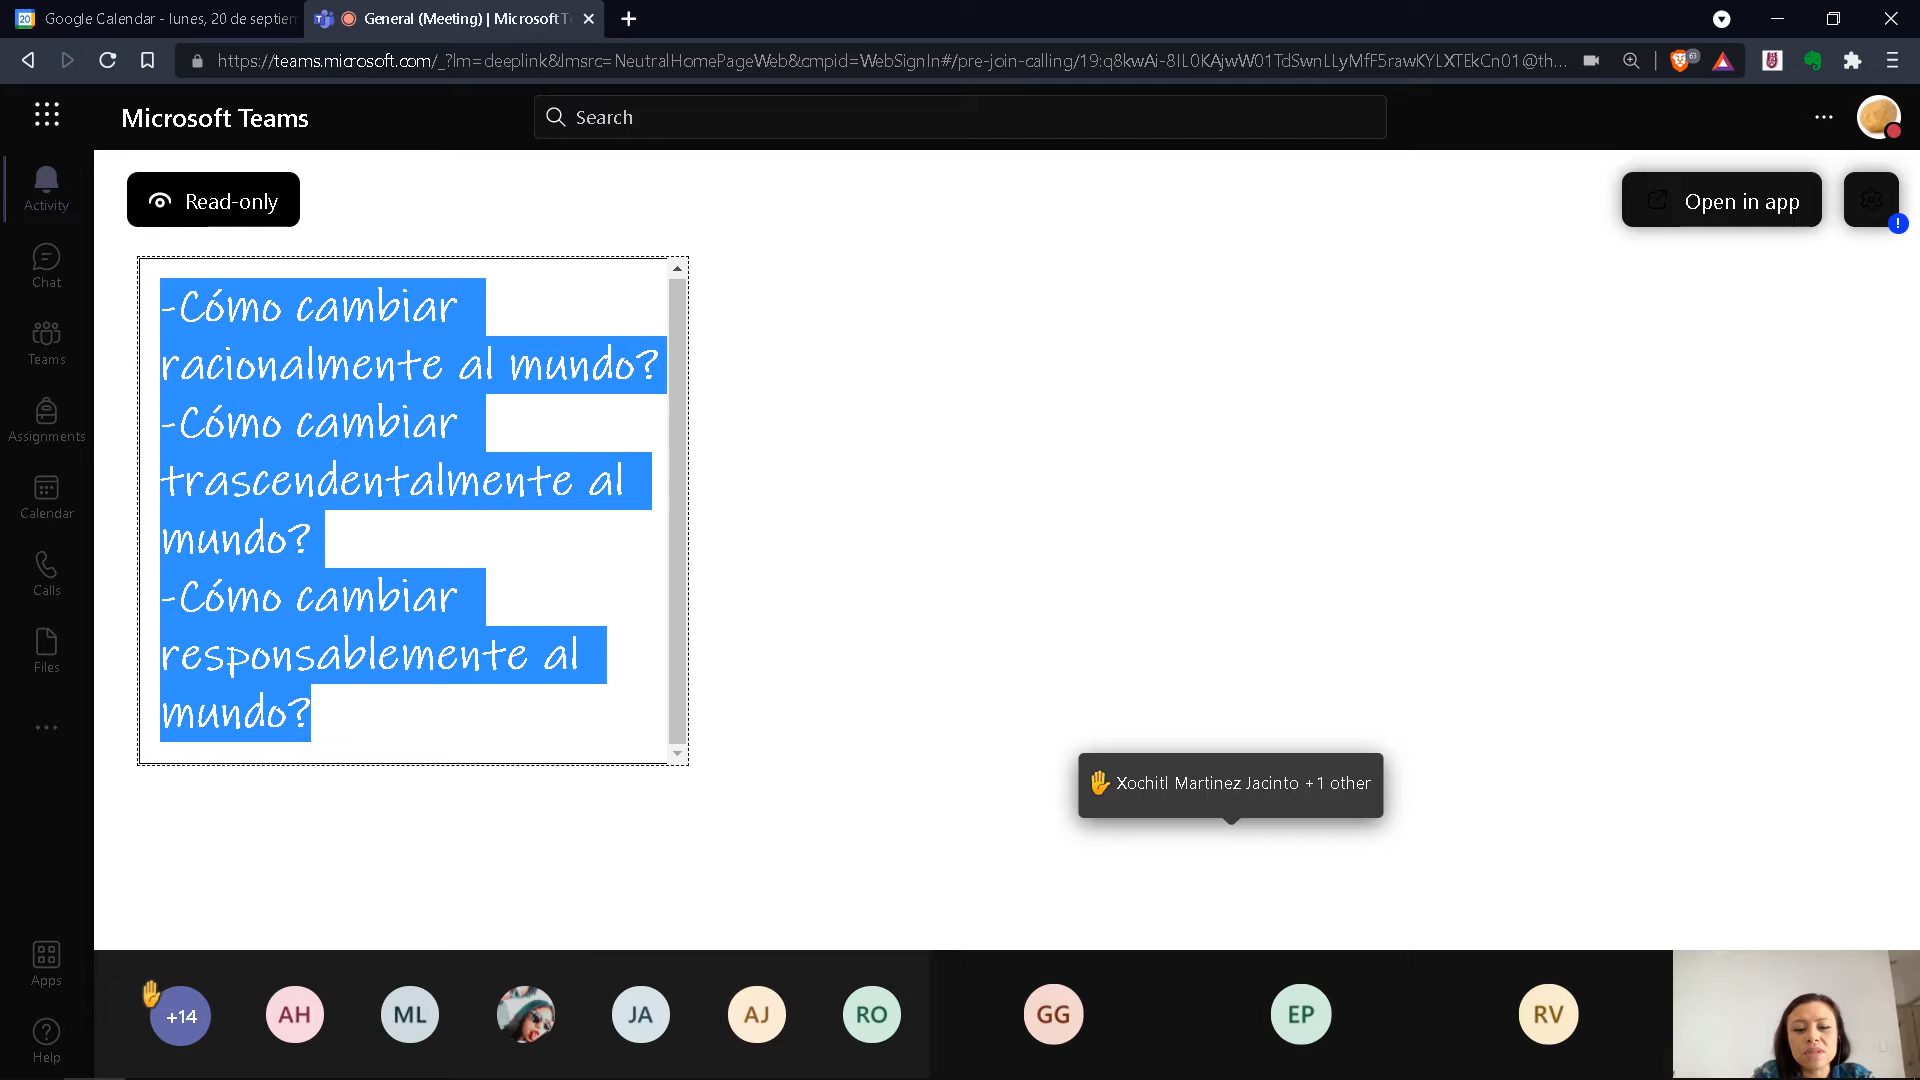 Google Calendar - lunes, 20 de septiem
General (Meeting) | Microsoft Te
https://teams.microsoft.com/_?lm=deeplink&lmsrc=NeutralHomePageWeb&cmpid=WebSignIn#/pre-join-calling/19:q8kwAi-8IL0KAjwW01TdSwnLLyMfF5rawKYLXTEkCn01@th...
63
Microsoft Teams
Search
Activity
Chat
Teams
Assignments
Calendar
Calls
Files
Apps
Help
Read-only
Open in app
-Cómo cambiar
racionalmente al mundo?
-Cómo cambiar
trascendentalmente al
mundo?
-Cómo cambiar
responsablemente al
mundo?
Xochitl Martinez Jacinto +1 other
+14
AH
ML
JA
AJ
RO
GG
EP
RV